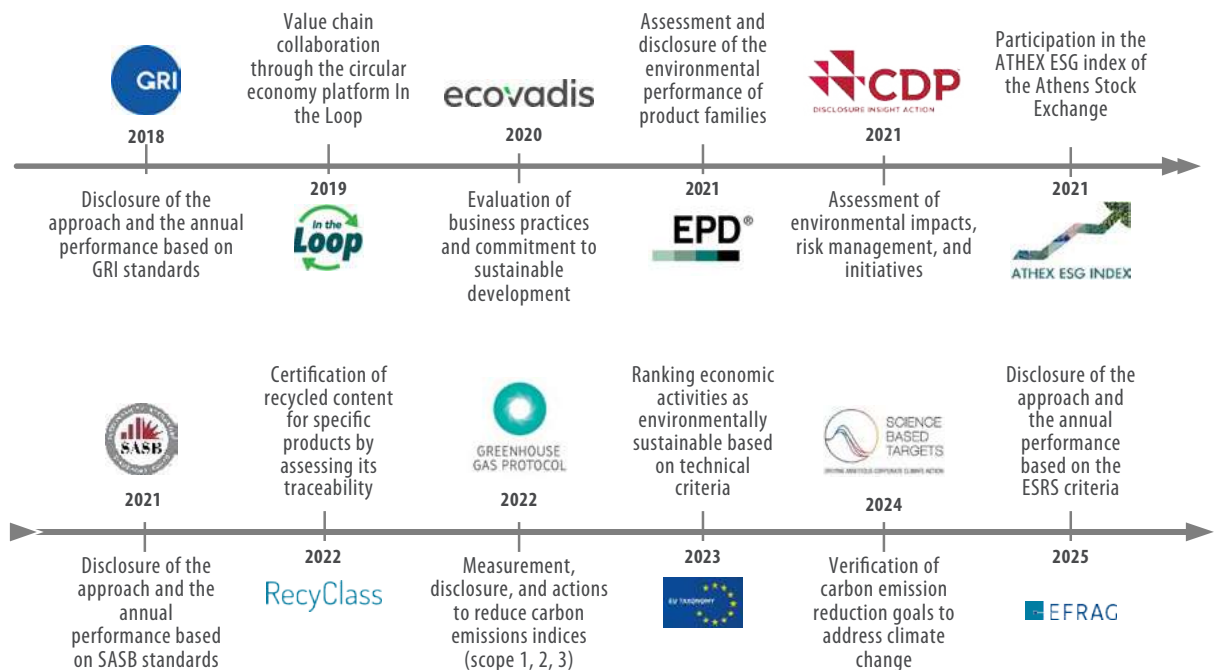 GRI
2018
Disclosure of the
approach and the annual
performance based on
GRI standards
Value chain
collaboration
through the circular
economy platform In
the Loop
2019
In the
Loop
ecovadis
2020
Evaluation of
business practices
and commitment to
sustainable
development
Assessment and
disclosure of the
environmental
performance of
product families
2021
EPD®
CDP
DISCLOSURE INSIGHT ACTION
2021
Assessment of
environmental impacts,
risk management, and
initiatives
Participation in the
ATHEX ESG index of
the Athens Stock
Exchange
2021
ATHEX ESG INDEX
SASB
2021
Disclosure of the
approach and the
annual
performance based
on SASB standards
Certification of
recycled content
for specific
products by
assessing its
traceability
2022
RecyClass
GREENHOUSE
GAS PROTOCOL
2022
Measurement,
disclosure, and actions
to reduce carbon
emissions indices
(scope 1, 2, 3)
Ranking economic
activities as
environmentally
sustainable based
on technical
criteria
2023
EU TAXONOMY
SCIENCE
BASED
TARGETS
DRIVING AMBITIOUS CORPORATE CLIMATE ACTION
2024
Verification of
carbon emission
reduction goals to
address climate
change
Disclosure of the
approach and
the annual
performance
based on the
ESRS criteria
2025
EFRAG